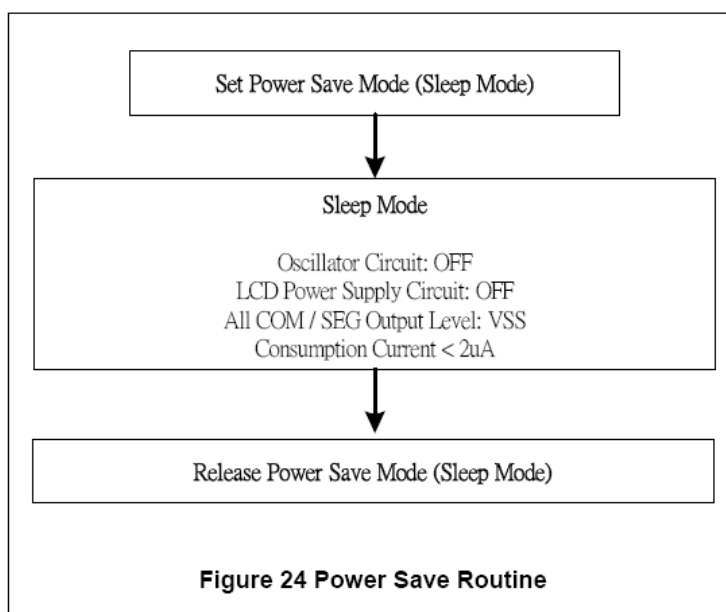 Set Power Save Mode (Sleep Mode)
Sleep Mode
Oscillator Circuit: OFF
LCD Power Supply Circuit: OFF
All COM / SEG Output Level: VSS
Consumption Current < 2uA
Release Power Save Mode (Sleep Mode)
Figure 24 Power Save Routine